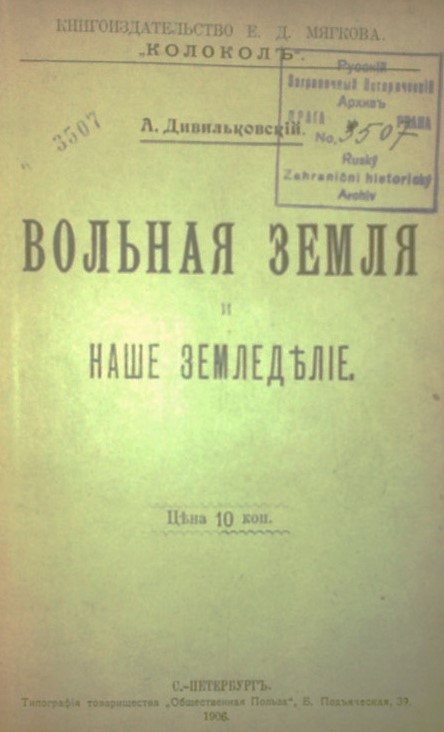 КНИГОИЗДАТЕЛЬСТВО Е. Д. МЯГКОВА.
„КОЛОКОЛЪ".
Русскій
Заграничный Историческій
Архивъ
ПРАГА PRAHA
No. 3507
Ruský
Zahraniční historický
Archiv
3507
А. Дивильковскій.
ВОЛЬНАЯ ЗЕМЛЯ
И
НАШЕ ЗЕМЛЕДѢЛІЕ.
Цѣна 10 коп.
С.-ПЕТЕРБУРГЪ.
Типографія товарищества „Общественная Польза", Б. Подъяческая, 39.
1906.